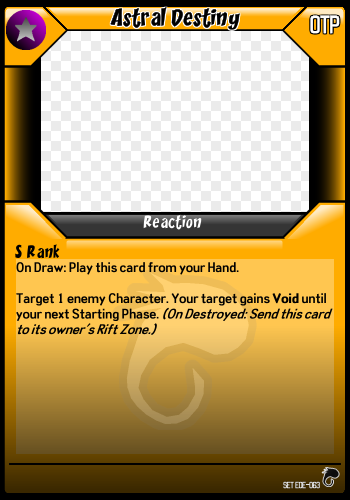 Astral Destiny
OTP
Reaction
S Rank
On Draw: Play this card from your Hand.
Target 1 enemy Character. Your target gains Void until
your next Starting Phase. (On Destroyed: Send this card
to its owner's Rift Zone.)
SET EDE-063